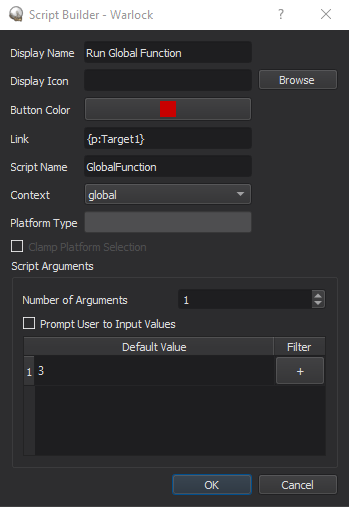 Script Builder - Warlock ? ×
Display Name Run Global Function
Display Icon Browse
Button Color
Link {p:Target1}
Script Name GlobalFunction
Context global
Platform Type
Clamp Platform Selection
Script Arguments
Number of Arguments 1
Prompt User to Input Values
Default Value Filter
1 3 +
OK Cancel